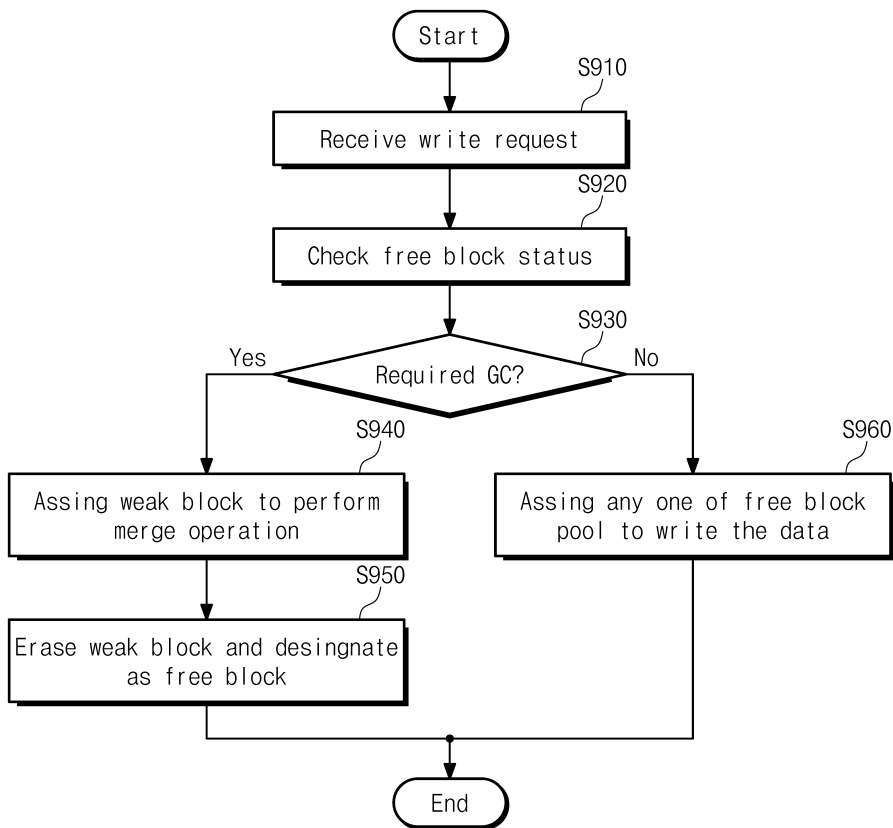 Start
S910
Receive write request
S920
Check free block status
S930
Yes
Required GC?
No
S940
Assing weak block to perform
merge operation
S960
Assing any one of free block
pool to write the data
S950
Erase weak block and desingnate
as free block
End